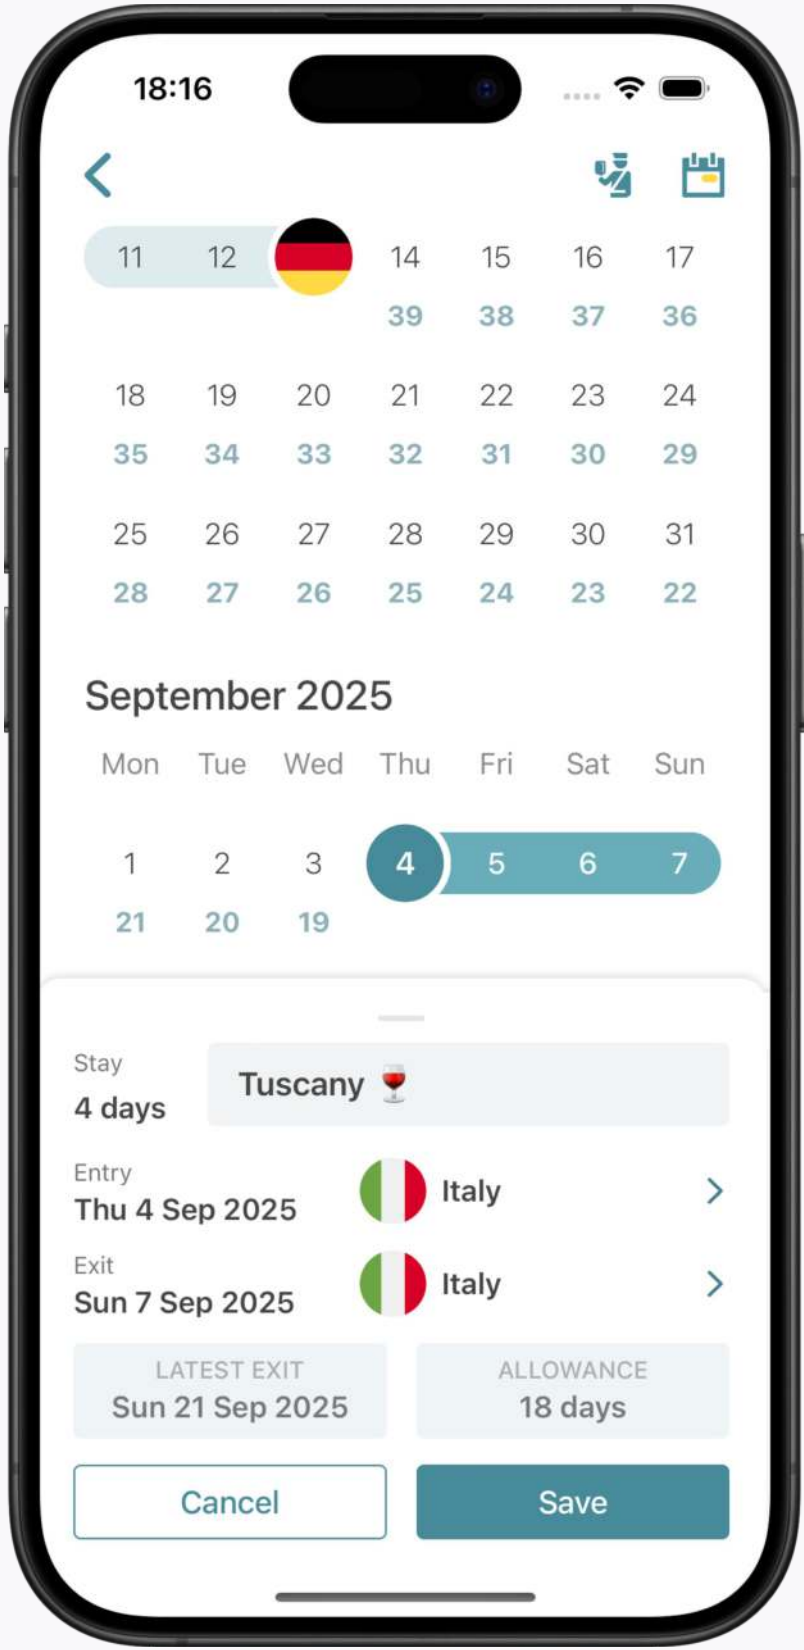 18:16
11 12 14 15 16 17
39 38 37 36
18 19 20 21 22 23 24
35 34 33 32 31 30 29
25 26 27 28 29 30 31
28 27 26 25 24 23 22
September 2025
Mon Tue Wed Thu Fri Sat Sun
1 2 3 4 5 6 7
21 20 19
Stay
4 days
Tuscany 🍷
Entry
Thu 4 Sep 2025
Italy
Exit
Sun 7 Sep 2025
Italy
LATEST EXIT
Sun 21 Sep 2025
ALLOWANCE
18 days
Cancel
Save